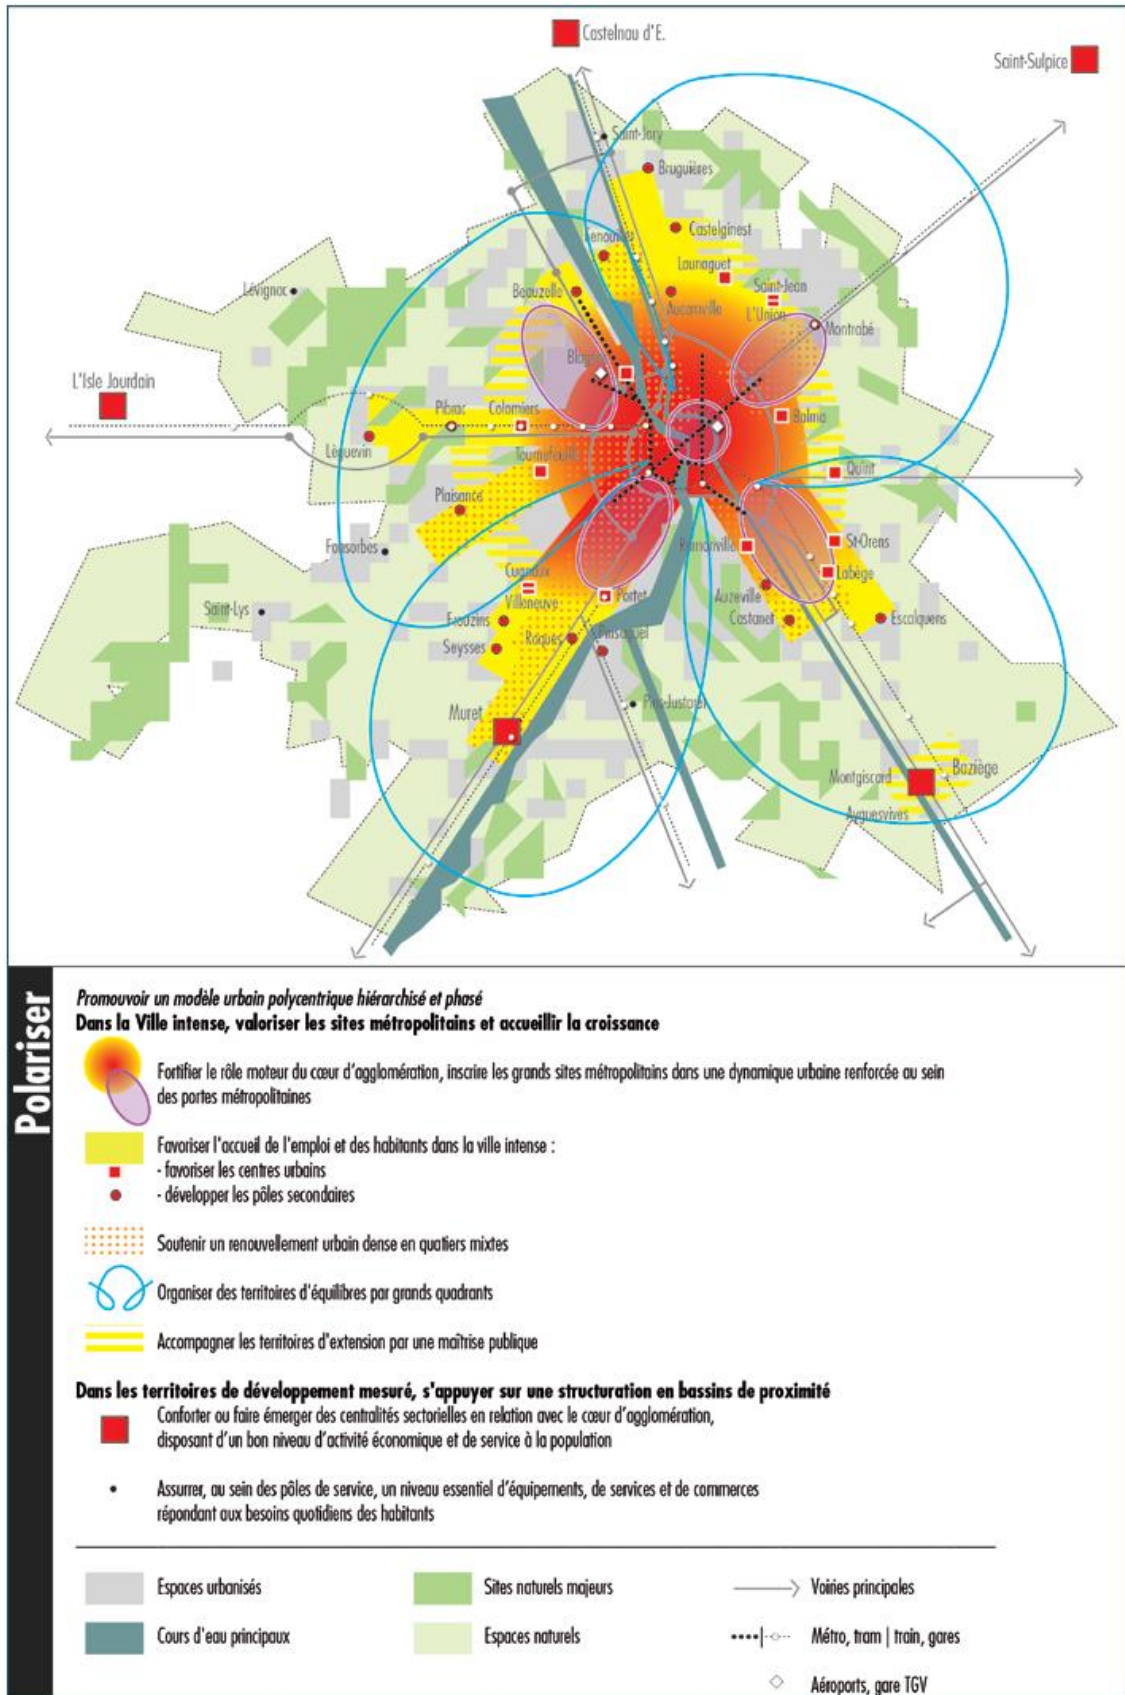 Castelnau d'E.
Saint-Sulpice
Saint-Jory
Bruguières
Castelginest
Fenouillet
Launaguet
Saint-Jean
Lévignac
Beauzelle
Aucamville
L'Union
Montrabé
Blagnac
L'Isle Jourdain
Pibrac
Colomiers
Balma
Léguevin
Tournefeuille
Quint
Plaisance
Fonsorbes
Ramonville
St-Orens
Labège
Cugnaux
Saint-Lys
Villeneuve
Portet
Auzeville
Frouzins
Castanet
Escalquens
Roques
Pinsaguel
Seysses
Muret
Pins-Justaret
Montgiscard
Baziège
Ayguesvives
Polariser
Promouvoir un modèle urbain polycentrique hiérarchisé et phasé
Dans la Ville intense, valoriser les sites métropolitains et accueillir la croissance
Fortifier le rôle moteur du cœur d'agglomération, inscrire les grands sites métropolitains dans une dynamique urbaine renforcée au sein
des portes métropolitaines
Favoriser l'accueil de l'emploi et des habitants dans la ville intense :
- favoriser les centres urbains
- développer les pôles secondaires
Soutenir un renouvellement urbain dense en quatiers mixtes
Organiser des territoires d'équilibres par grands quadrants
Accompagner les territoires d'extension par une maîtrise publique
Dans les territoires de développement mesuré, s'appuyer sur une structuration en bassins de proximité
Conforter ou faire émerger des centralités sectorielles en relation avec le cœur d'agglomération,
disposant d'un bon niveau d'activité économique et de service à la population
Assurrer, au sein des pôles de service, un niveau essentiel d'équipements, de services et de commerces
répondant aux besoins quotidiens des habitants
Espaces urbanisés
Sites naturels majeurs
Voiries principales
Cours d'eau principaux
Espaces naturels
Métro, tram | train, gares
Aéroports, gare TGV